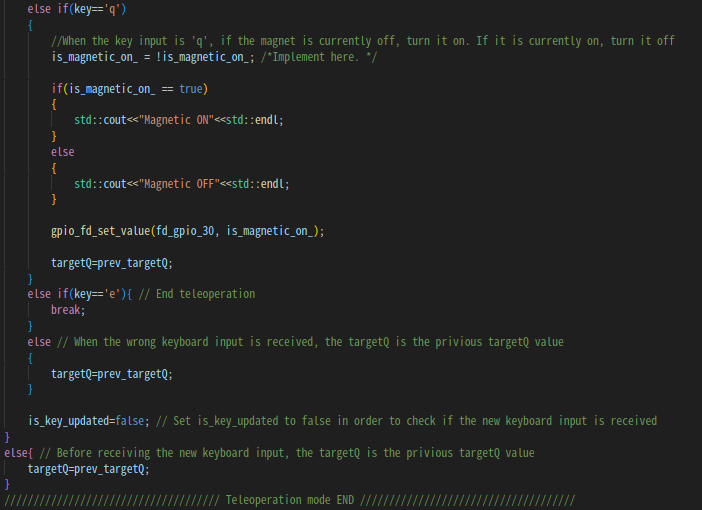 else if(key=='q')
{
//When the key input is 'q', if the magnet is currently off, turn it on. If it is currently on, turn it off
is_magnetic_on_ = !is_magnetic_on_; /*Implement here. */
if(is_magnetic_on_ == true)
{
std::cout<<"Magnetic ON"<<std::endl;
}
else
{
std::cout<<"Magnetic OFF"<<std::endl;
}
gpio_fd_set_value(fd_gpio_30, is_magnetic_on_);
targetQ=prev_targetQ;
}
else if(key=='e'){ // End teleoperation
break;
}
else // When the wrong keyboard input is received, the targetQ is the privious targetQ value
{
targetQ=prev_targetQ;
}
is_key_updated=false; // Set is_key_updated to false in order to check if the new keyboard input is received
}
else{ // Before receiving the new keyboard input, the targetQ is the privious targetQ value
targetQ=prev_targetQ;
}
///////////////////////////////////// Teleoperation mode END /////////////////////////////////////